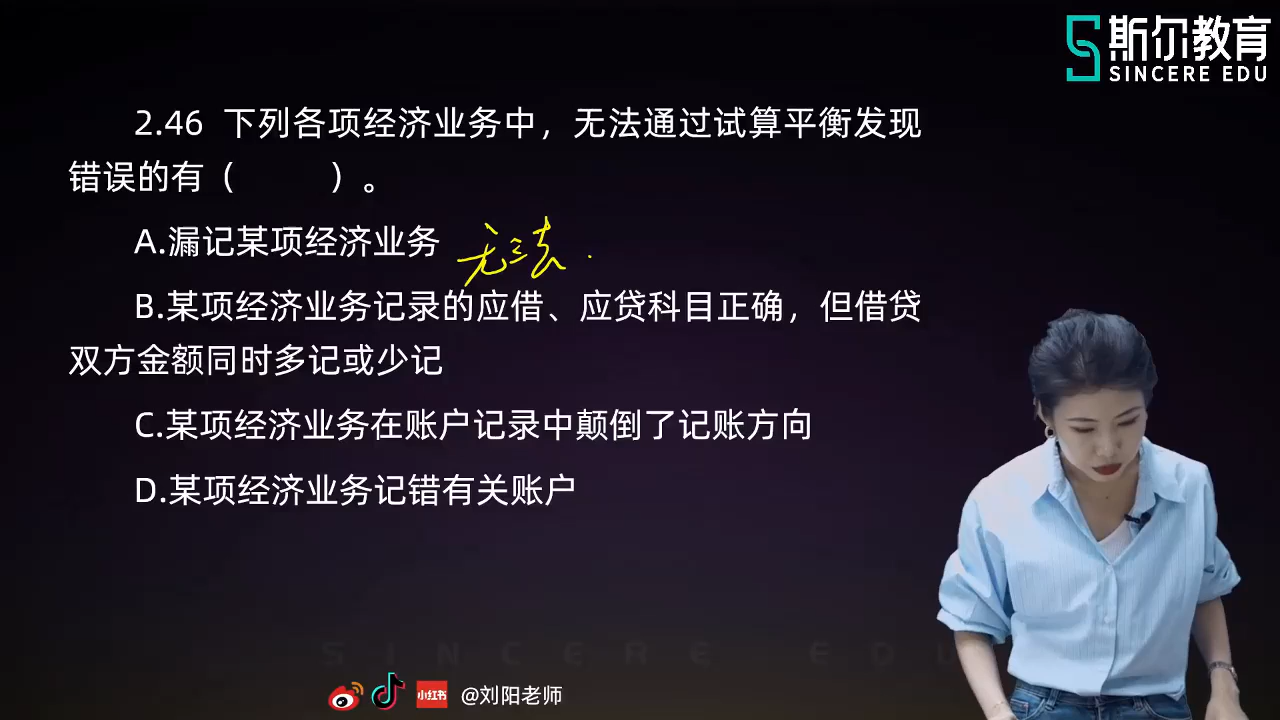 斯尔教育
SINCERE EDU
2.46 下列各项经济业务中，无法通过试算平衡发现
错误的有（　　）。
A.漏记某项经济业务 无法
B.某项经济业务记录的应借、应贷科目正确，但借贷
双方金额同时多记或少记
C.某项经济业务在账户记录中颠倒了记账方向
D.某项经济业务记错有关账户
SINCERE EDU
小红书 @刘阳老师